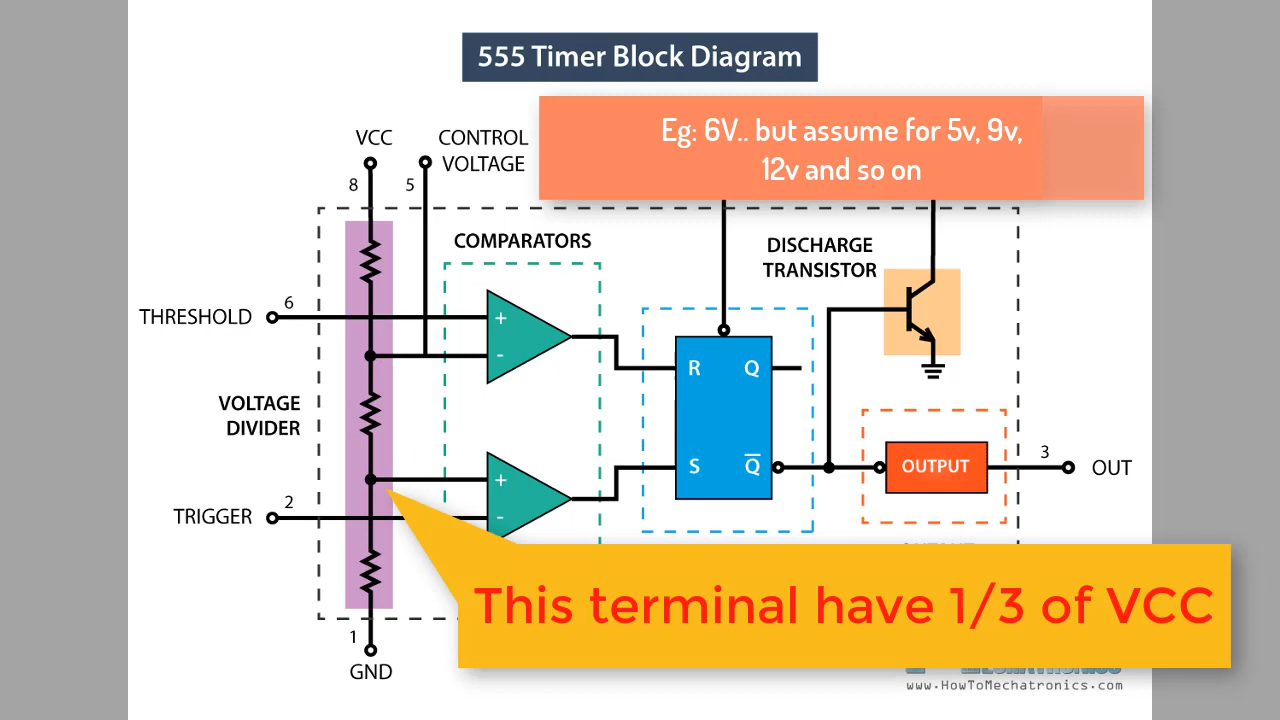 555 Timer Block Diagram
Eg: 6V.. but assume for 5v, 9v,
12v and so on
VCC
CONTROL
VOLTAGE
8
5
COMPARATORS
DISCHARGE
TRANSISTOR
THRESHOLD
6
+
-
R
Q
VOLTAGE
DIVIDER
S
Q̅
OUTPUT
3
OUT
+
-
TRIGGER
2
This terminal have 1/3 of VCC
1
GND
www.HowToMechatronics.com